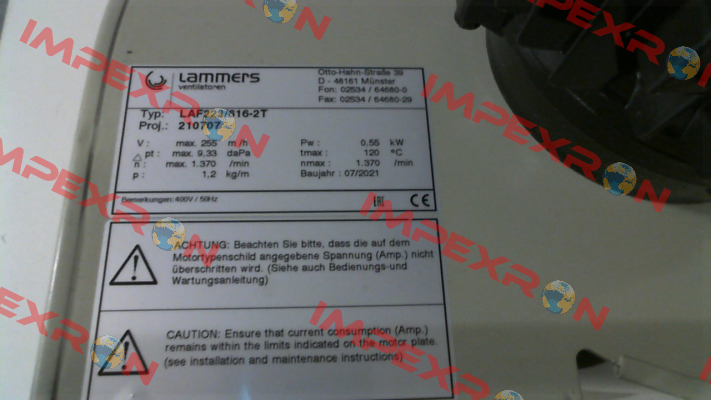 Lammers
ventilatoren
Otto-Hahn-Straße 39
D - 48161 Münster
Fon: 02534 / 64680-0
Fax: 02534 / 64680-29
Typ: LAF223/816-2T
Proj.: 210707
V : max. 255 m/h Pw : 0.55 kW
△ pt : max. 9,33 daPa tmax : 120 °C
n : max. 1.370 /min nmax : 1.370 /min
p : 1,2 kg/m Baujahr : 07/2021
Bemerkungen: 400V / 50Hz
EAC CE
ACHTUNG: Beachten Sie bitte, dass die auf dem
Motortypenschild angegebene Spannung (Amp.) nicht
überschritten wird. (Siehe auch Bedienungs-und
Wartungsanleitung)
CAUTION: Ensure that current consumption (Amp.)
remains within the limits indicated on the motor plate.
(see installation and maintenance instructions)
IMPEXRON
IMPEXRON
IMPEXRON
IMPEXRON
IMPEXRON